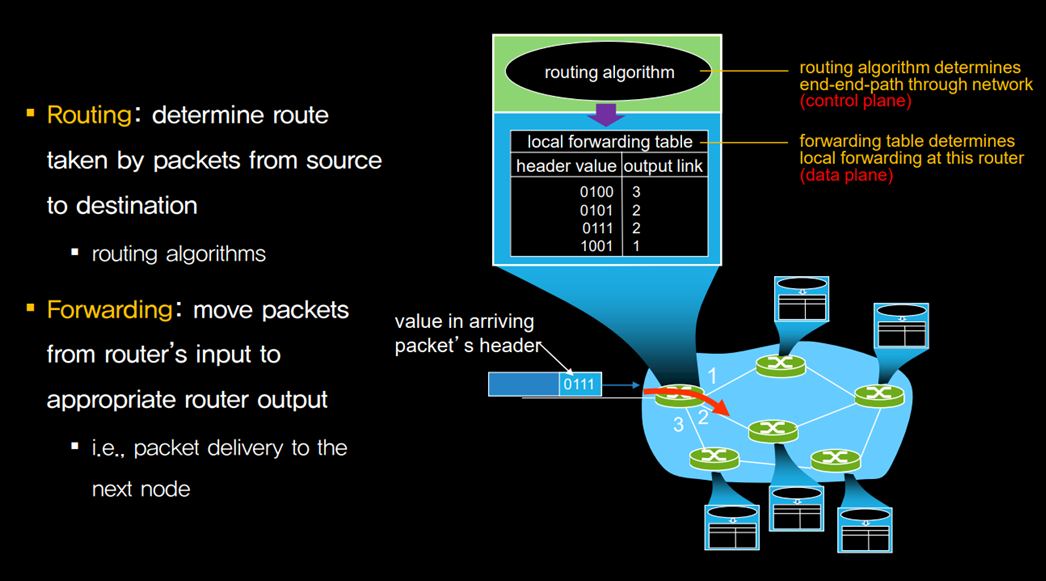 Routing: determine route
taken by packets from source
to destination
routing algorithms
Forwarding: move packets
from router's input to
appropriate router output
i.e., packet delivery to the
next node
routing algorithm
routing algorithm determines
end-end-path through network
(control plane)
local forwarding table
header value output link
0100 3
0101 2
0111 2
1001 1
forwarding table determines
local forwarding at this router
(data plane)
value in arriving
packet's header
0111
1
2
3